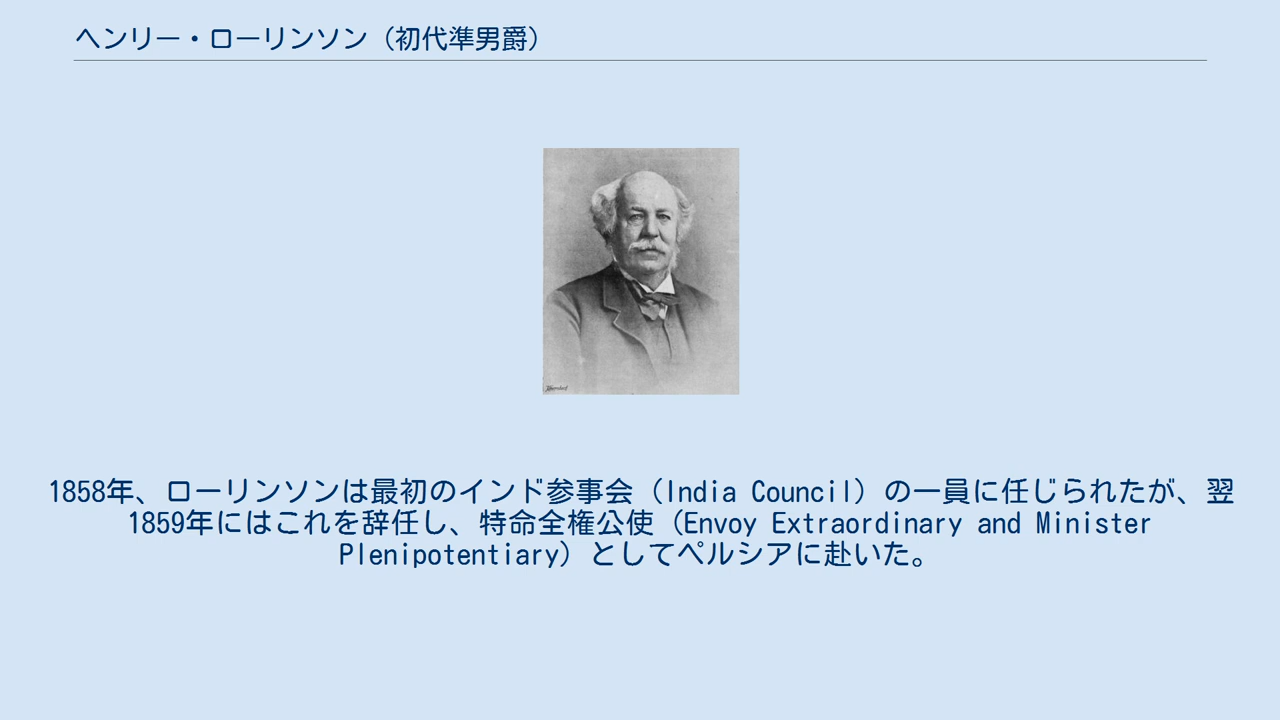 ヘンリー・ローリンソン（初代準男爵）
1858年、ローリンソンは最初のインド参事会（India Council）の一員に任じられたが、翌
1859年にはこれを辞任し、特命全権公使（Envoy Extraordinary and Minister
Plenipotentiary）としてペルシアに赴いた。